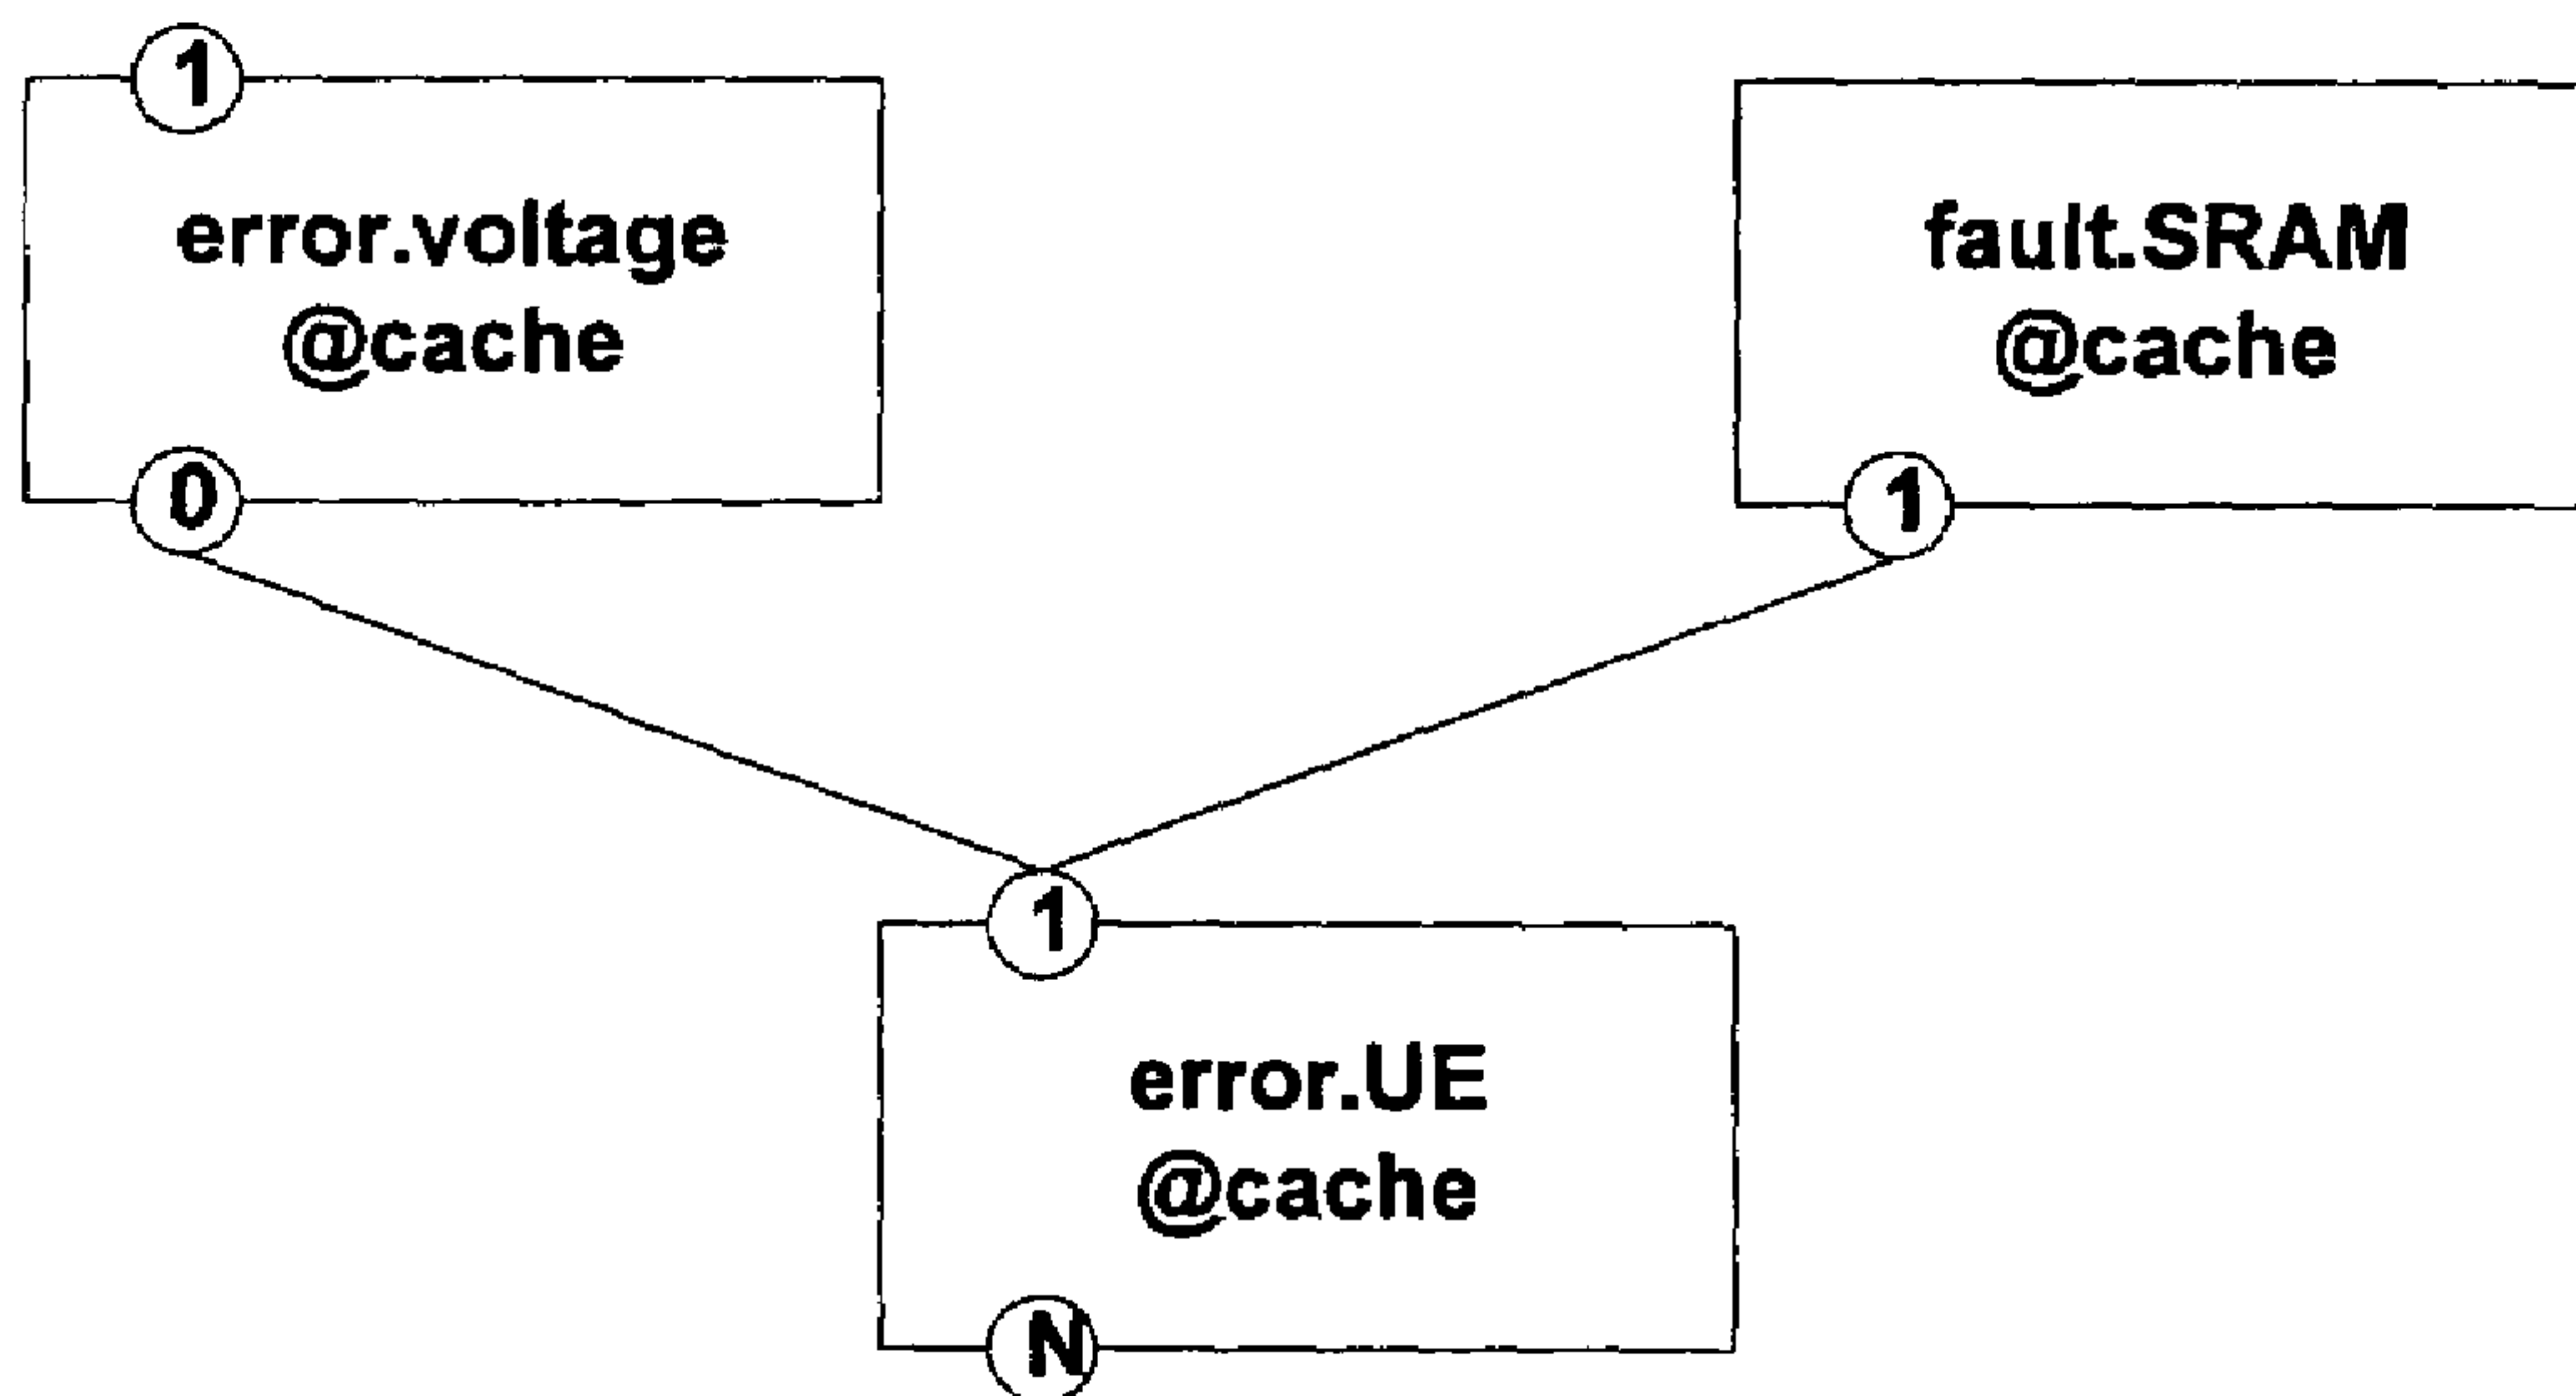 1
error.voltage
@cache
0
fault.SRAM
@cache
1
1
error.UE
@cache
N